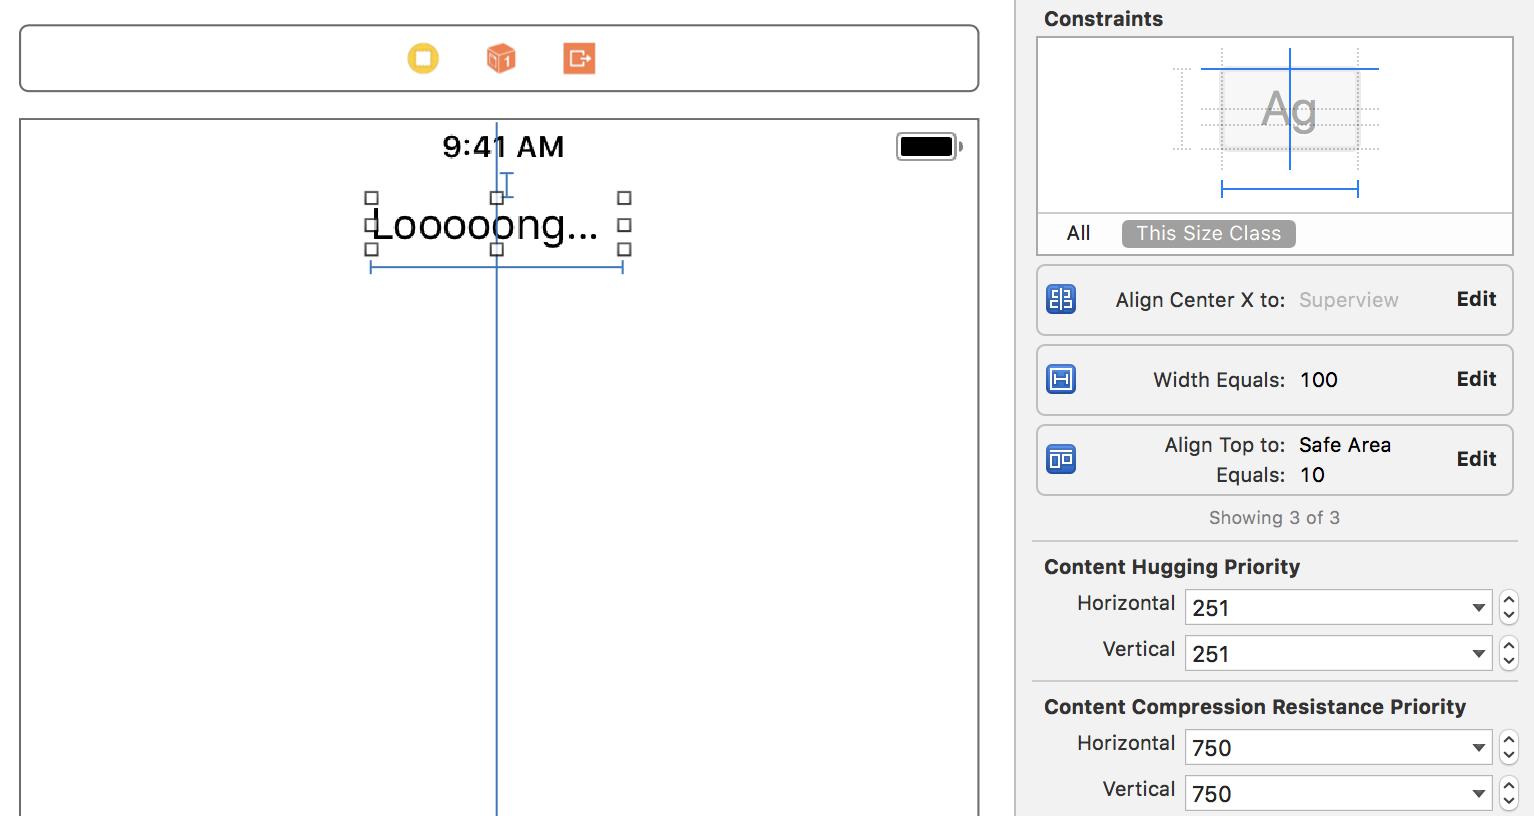 9:41 AM
Looooong...
Constraints
Ag
All This Size Class
Align Center X to: Superview Edit
Width Equals: 100 Edit
Align Top to: Safe Area
Equals: 10 Edit
Showing 3 of 3
Content Hugging Priority
Horizontal 251
Vertical 251
Content Compression Resistance Priority
Horizontal 750
Vertical 750